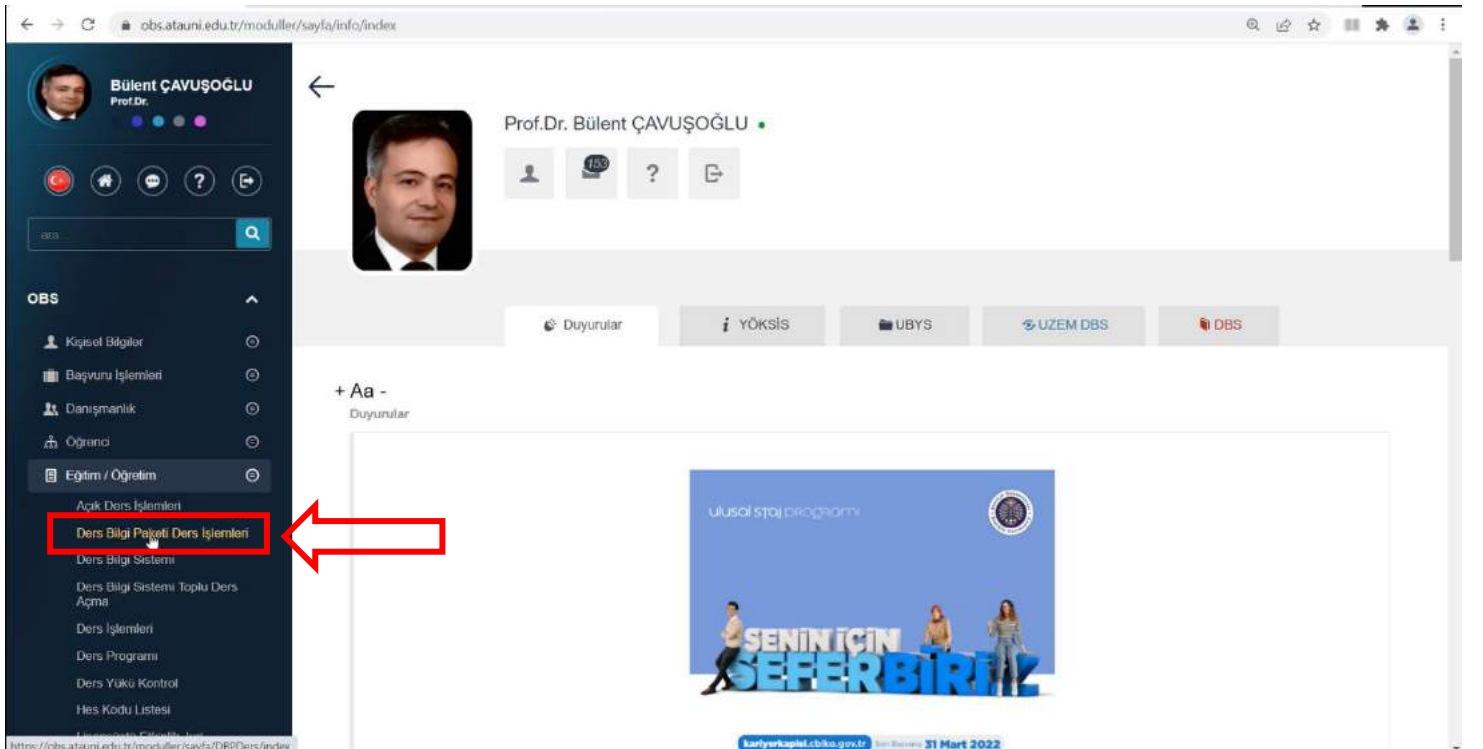 obs.atauni.edu.tr/moduller/sayfa/info/index
Bülent ÇAVUŞOĞLU
Prof.Dr.
ara...
OBS
Kişisel Bilgiler
Başvuru İşlemleri
Danışmanlık
Öğrenci
Eğitim / Öğretim
Açık Ders İşlemleri
Ders Bilgi Paketi Ders İşlemleri
Ders Bilgi Sistemi
Ders Bilgi Sistemi Toplu Ders
Açma
Ders İşlemleri
Ders Programı
Ders Yükü Kontrol
Hes Kodu Listesi
https://obs.atauni.edu.tr/moduller/sayfa/DBPDers/index
Prof.Dr. Bülent ÇAVUŞOĞLU
153
?
Duyurular
i YÖKSİS
UBYS
UZEM DBS
DBS
+ Aa -
Duyurular
ulusal staj programı
SENİN İÇİN
SEFERBİRİZ
kariyerkapisi.cbiko.gov.tr
31 Mart 2022